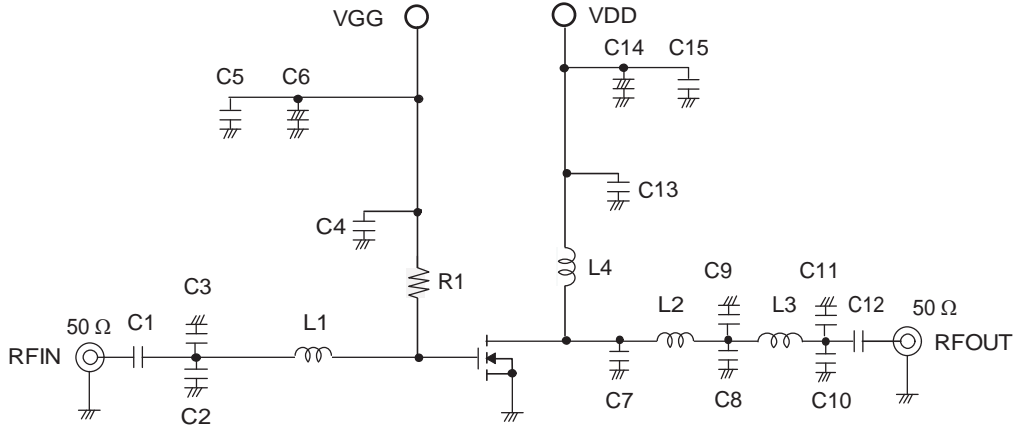 VGG VDD
C14 C15
C5 C6
C13
C4
L4
R1
C3 C9 C11
50 Ω C1 L1 L2 L3 C12 50 Ω
RFIN RFOUT
C2 C7 C8 C10